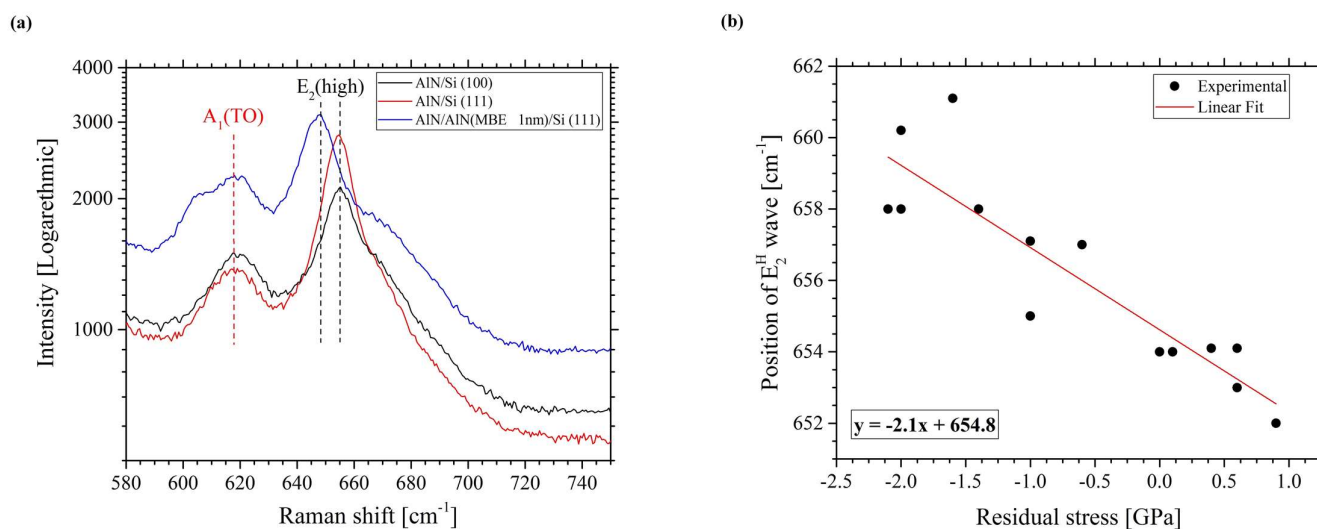 (a)
4000
3000
2000
1000
Intensity [Logarethmic]
580 600 620 640 660 680 700 720 740
Raman shift [cm⁻¹]
A₁(TO)
E₂(high)
AlN/Si (100)
AlN/Si (111)
AlN/AlN(MBE 1nm)/Si (111)
(b)
662
660
658
656
654
652
Position of E₂ᴴ wave [cm⁻¹]
-2.5 -2.0 -1.5 -1.0 -0.5 0.0 0.5 1.0
Residual stress [GPa]
Experimental
Linear Fit
y = -2.1x + 654.8